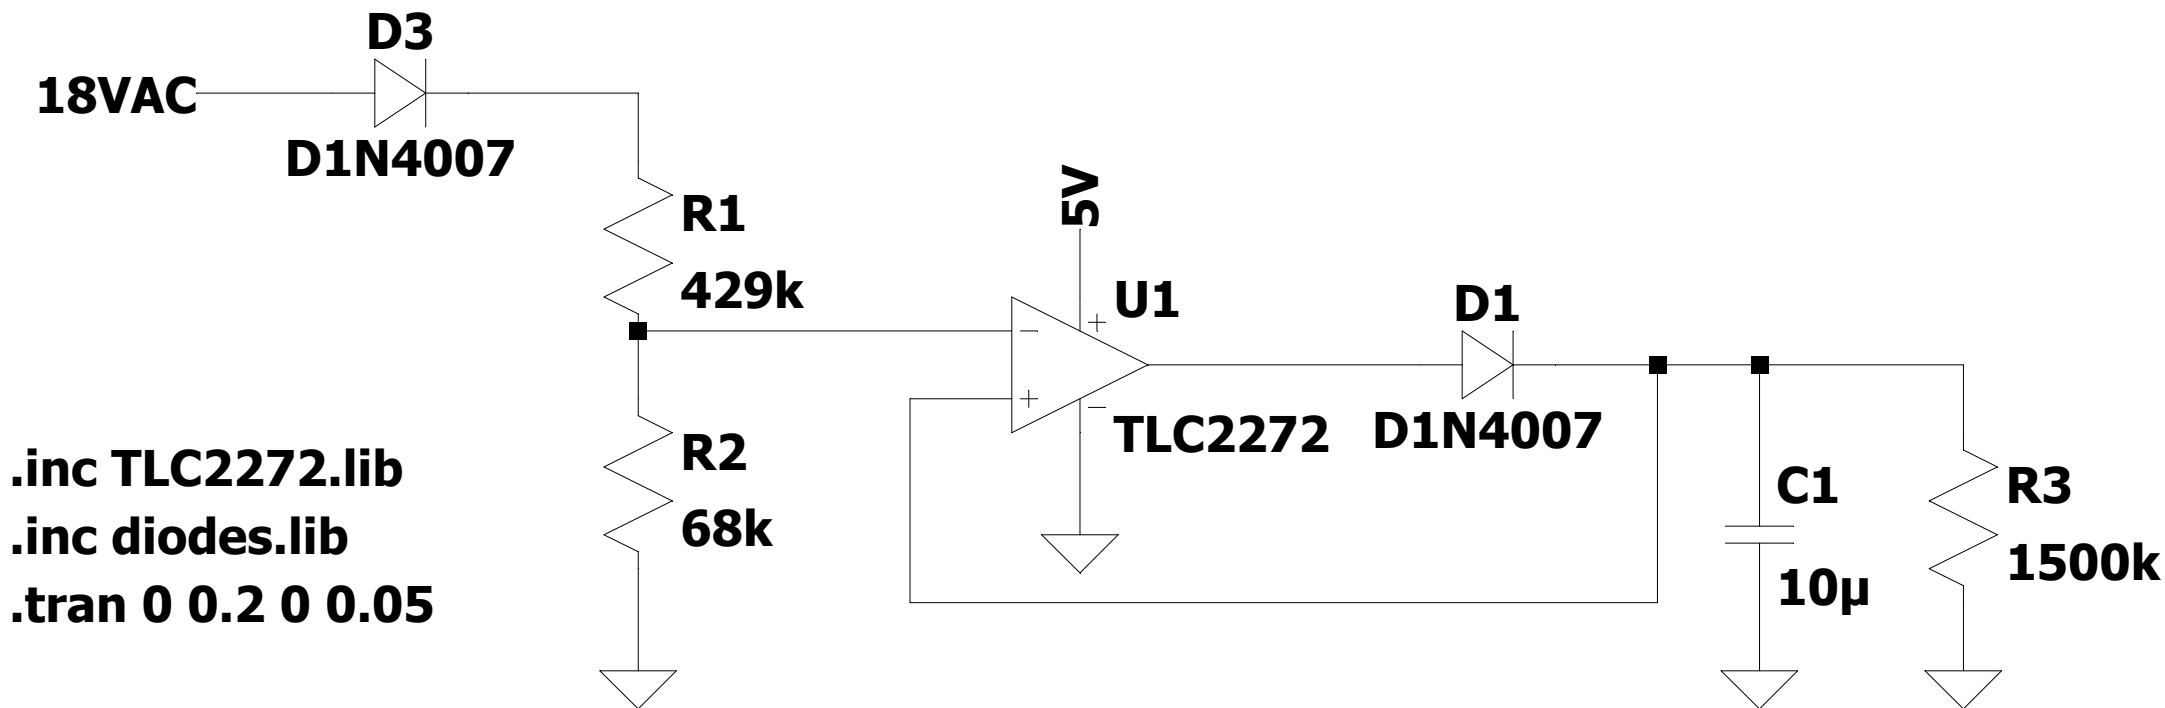 D3
18VAC
D1N4007
R1
429k
5V
U1
+
−
+
−
TLC2272
D1
D1N4007
R2
68k
C1
10µ
R3
1500k
.inc TLC2272.lib
.inc diodes.lib
.tran 0 0.2 0 0.05